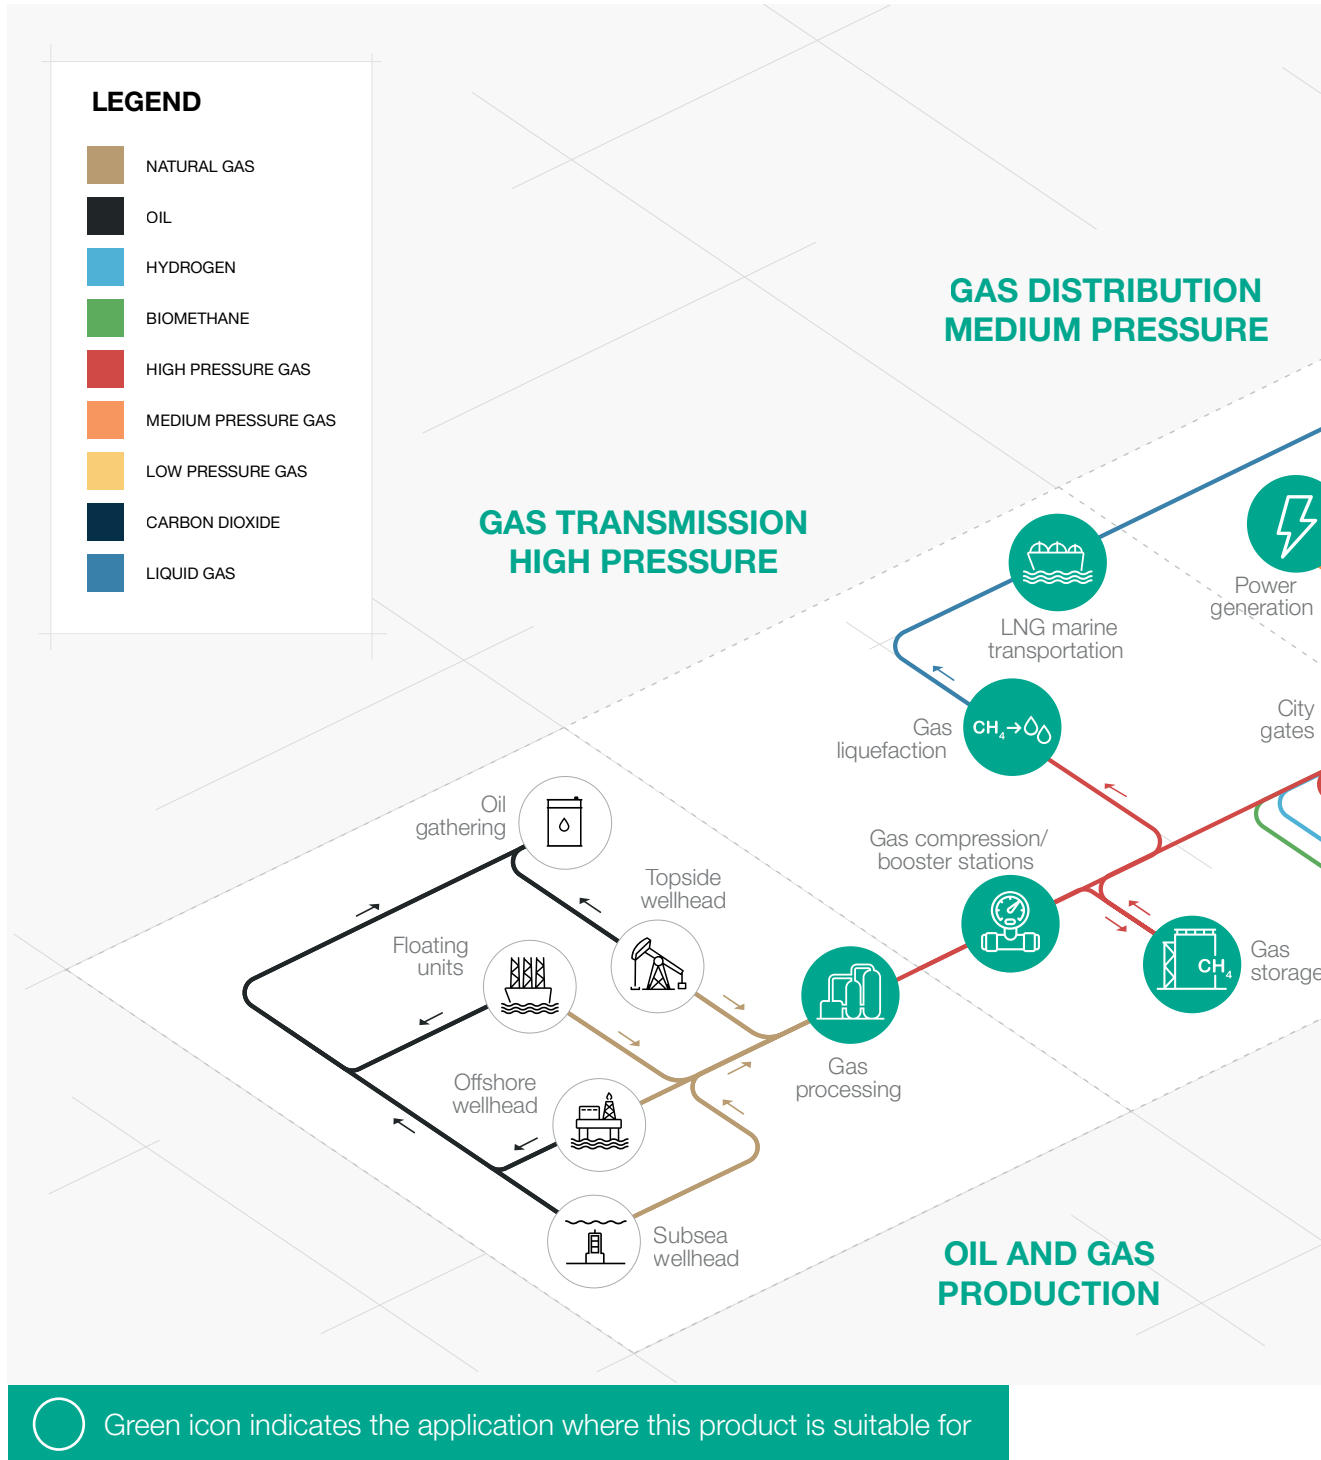 LEGEND
NATURAL GAS
OIL
HYDROGEN
BIOMETHANE
HIGH PRESSURE GAS
MEDIUM PRESSURE GAS
LOW PRESSURE GAS
CARBON DIOXIDE
LIQUID GAS
GAS DISTRIBUTION
MEDIUM PRESSURE
GAS TRANSMISSION
HIGH PRESSURE
Power
generation
LNG marine
transportation
City
gates
Gas
liquefaction
CH₄→
Oil
gathering
Gas compression/
booster stations
Topside
wellhead
Floating
units
Gas
storage
CH₄
Gas
processing
Offshore
wellhead
Subsea
wellhead
OIL AND GAS
PRODUCTION
Green icon indicates the application where this product is suitable for